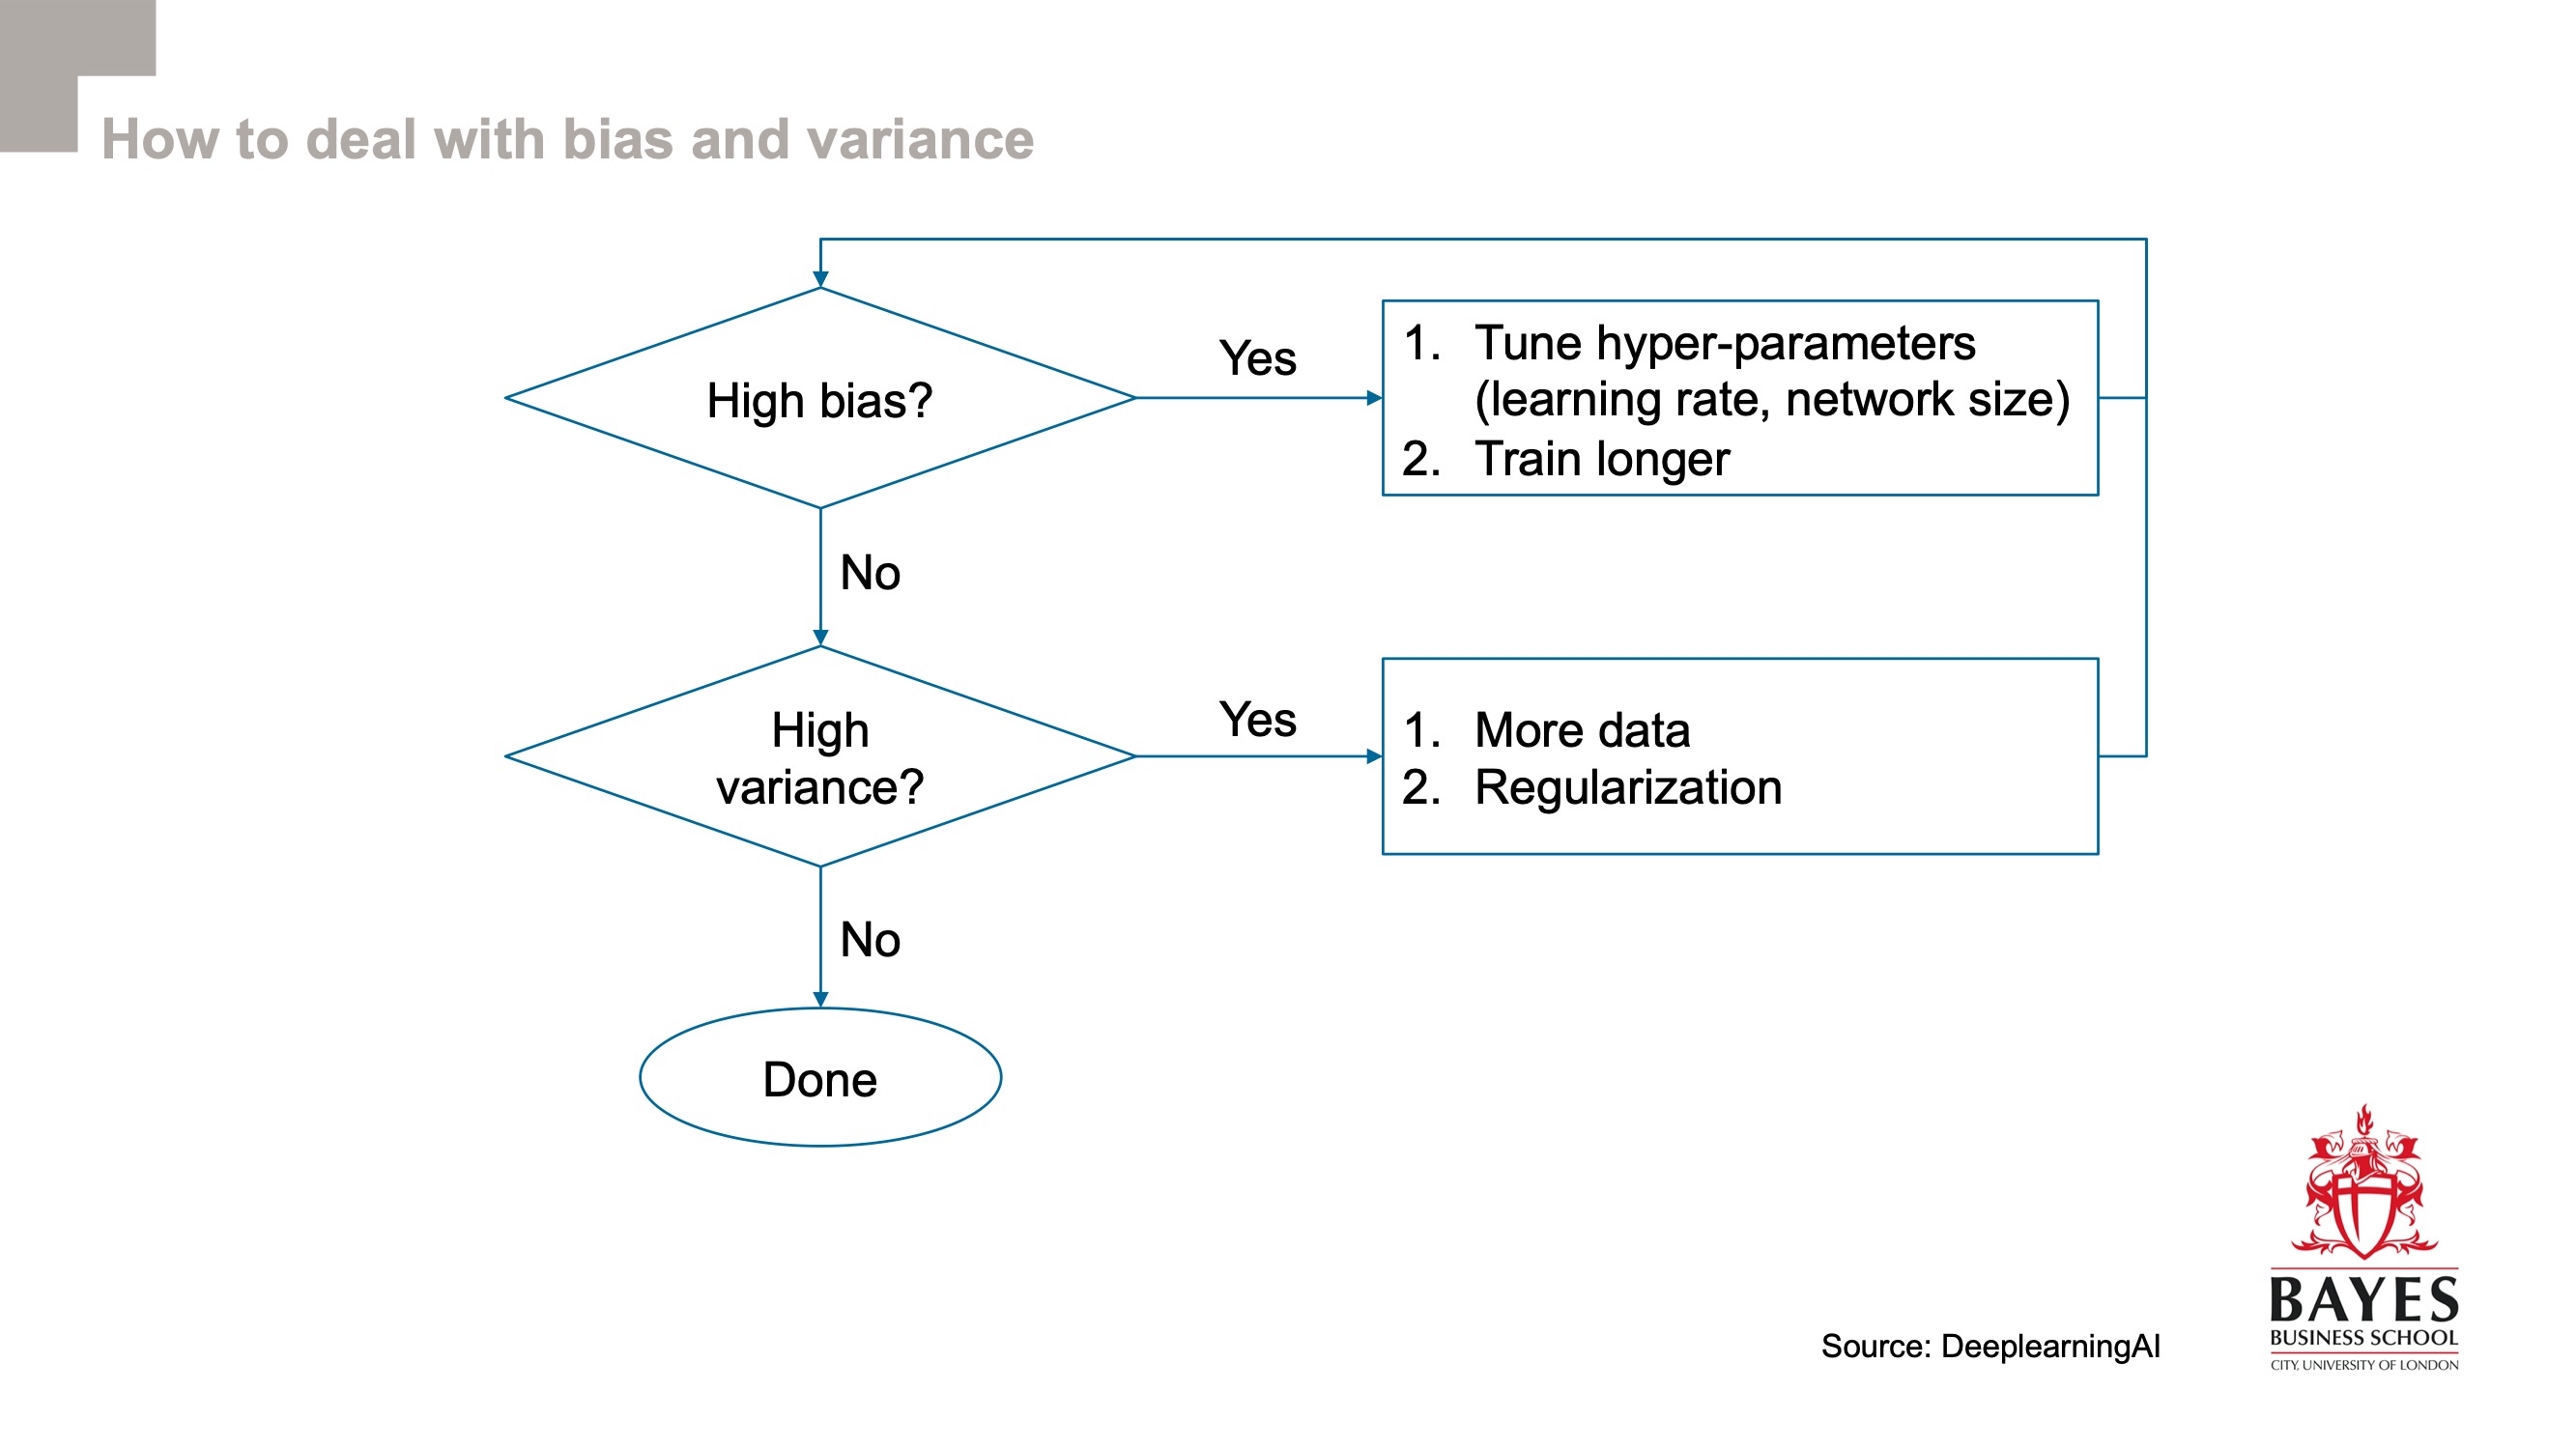 How to deal with bias and variance
High bias?
Yes
1. Tune hyper-parameters
(learning rate, network size)
2. Train longer
No
High
variance?
Yes
1. More data
2. Regularization
No
Done
Source: DeeplearningAI
BAYES
BUSINESS SCHOOL
CITY, UNIVERSITY OF LONDON